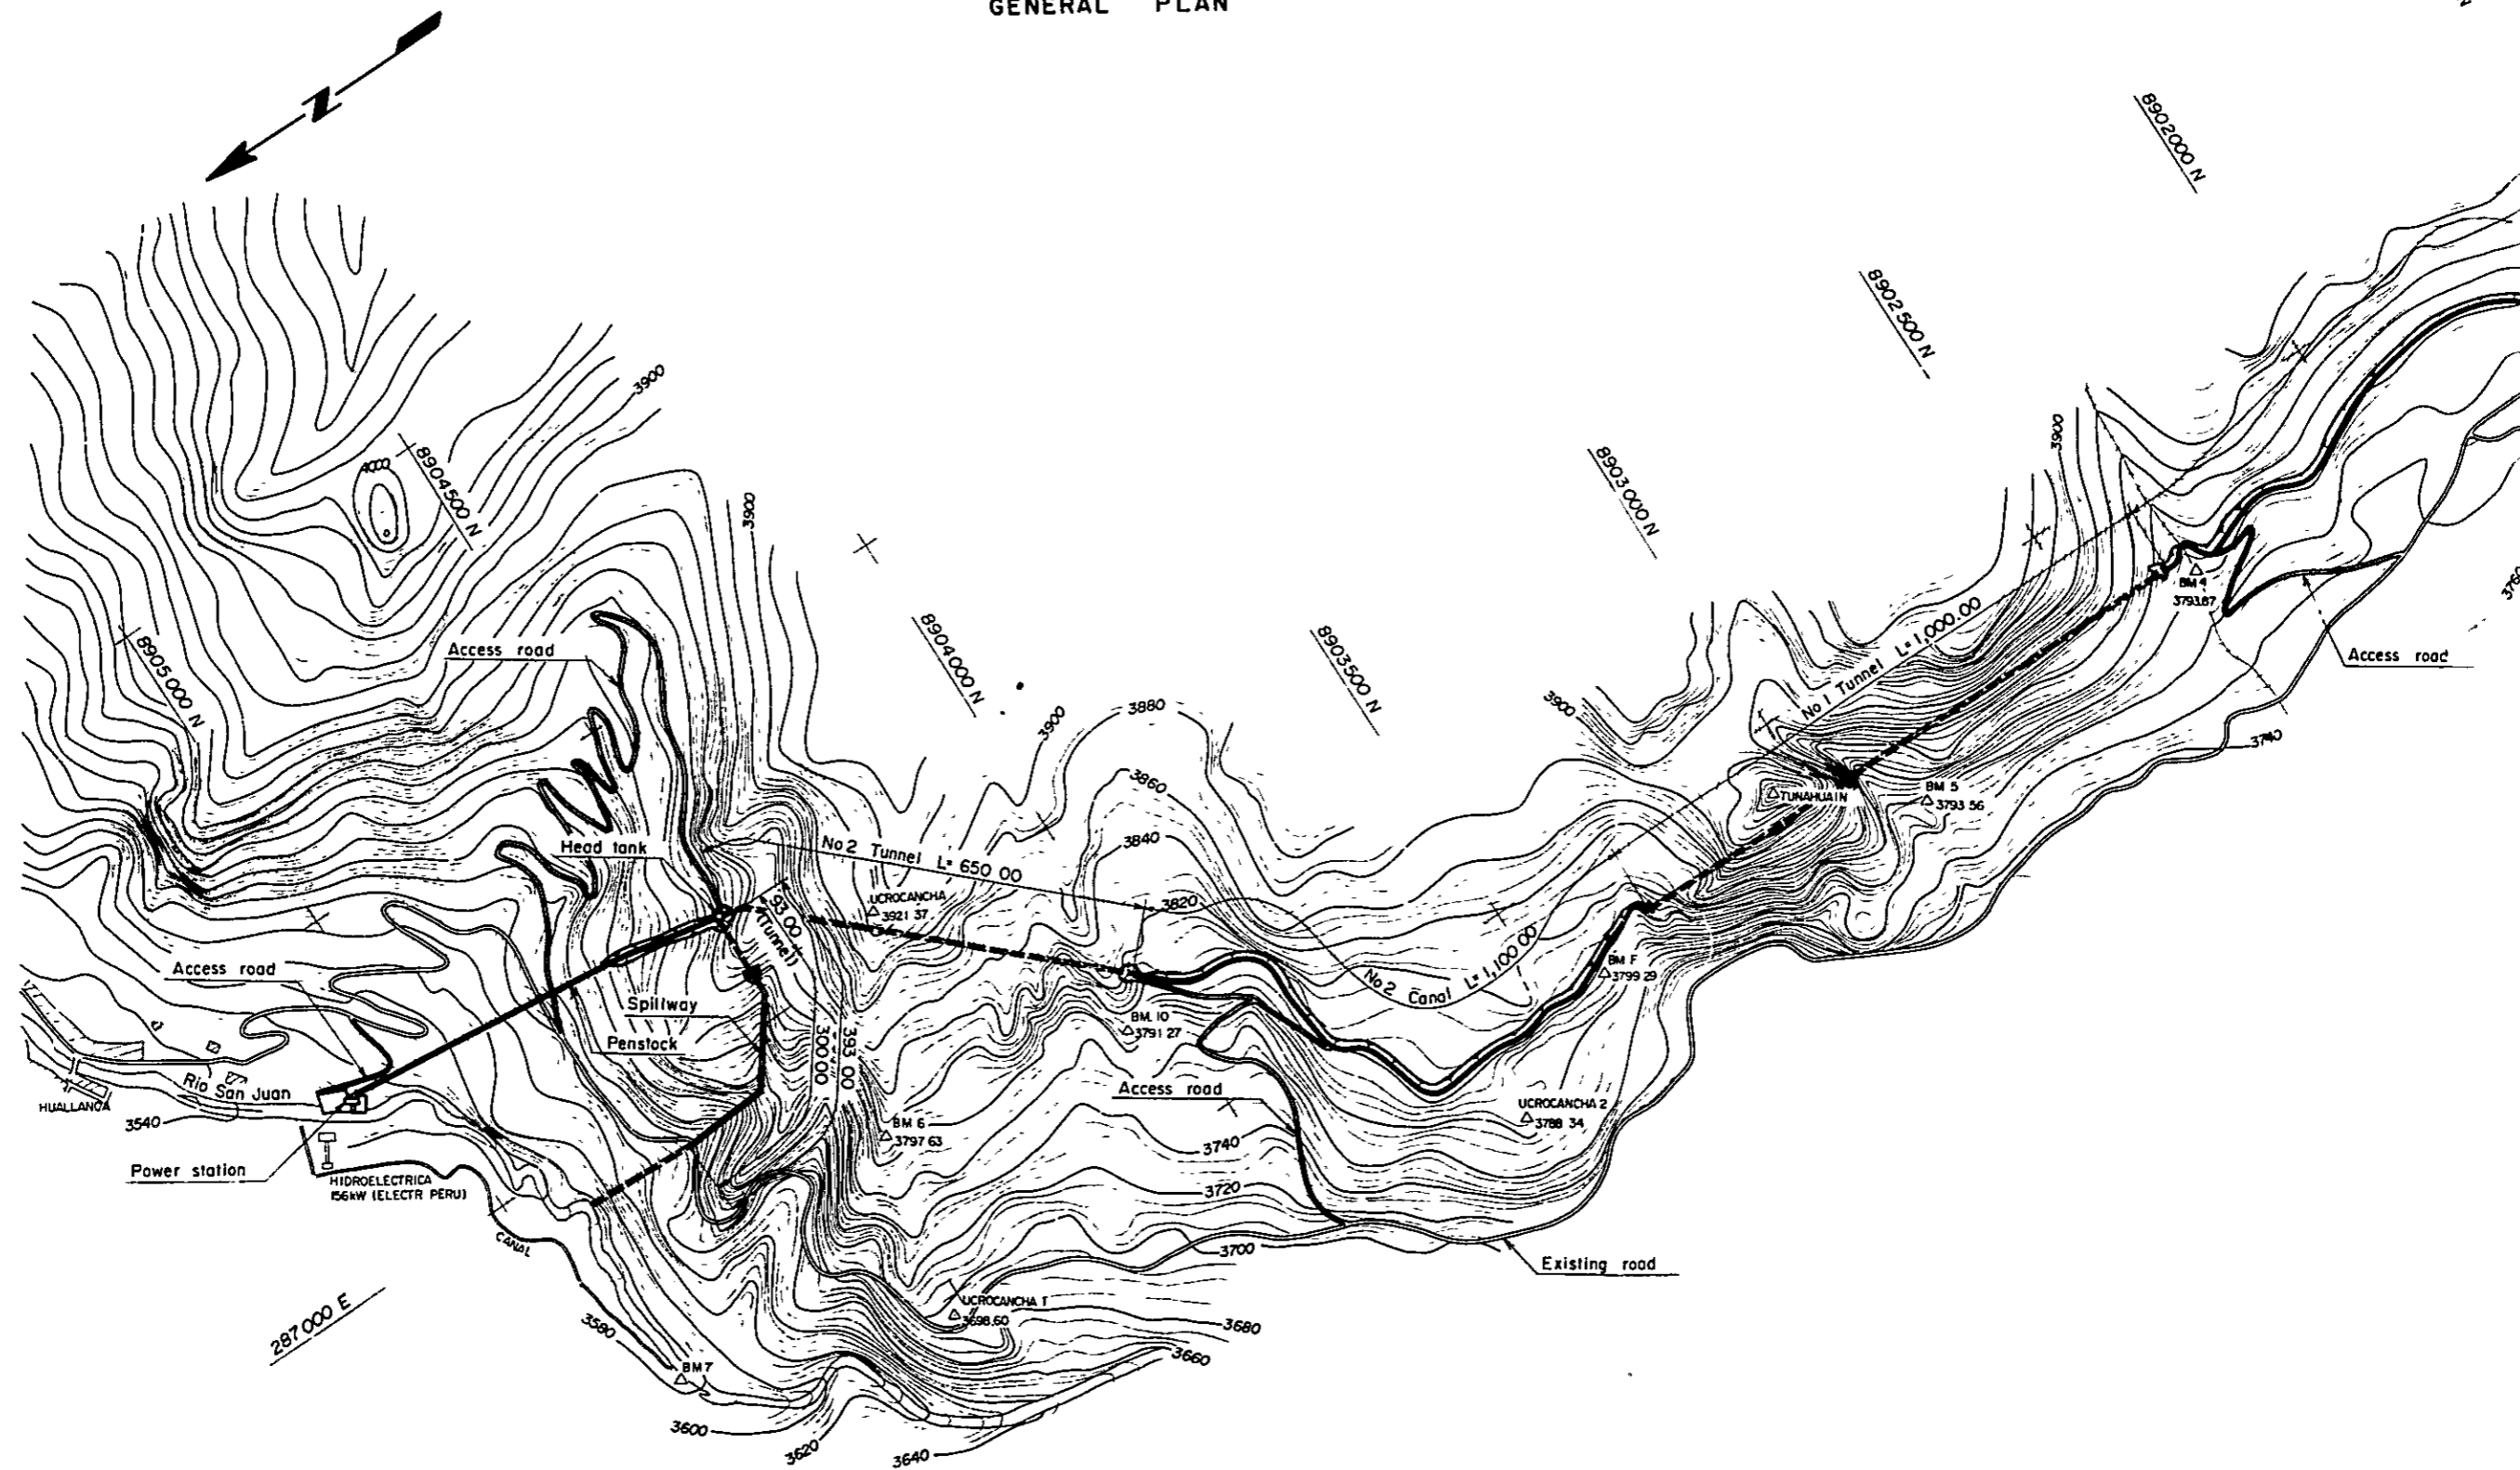 GENERAL PLAN
N
8902000 N
8902500 N
8903000 N
8903500 N
8904000 N
8904500 N
8905000 N
4000
3900
3900
3900
3900
3900
3880
3860
3840
3820
Access road
Head tank
No 2 Tunnel L= 650 00
UCROCANCHA
3921 37
93.00
(Tunnel)
No 1 Tunnel L=1,000.00
BM 4
3793.87
Access road
3760
3740
TUNAHUAIN
BM 5
3793 56
No 2 Canal L=1,100 00
BM F
3799 29
BM 10
3791 27
Access road
UCROCANCHA 2
3788 34
Access road
Spillway
Penstock
300 00
393 00
Rio San Juan
HUALLANCA
3540
Power station
HIDROELECTRICA
156kW (ELECTR PERU)
CANAL
BM 6
3797 63
3740
3720
3700
Existing road
UCROCANCHA 1
3698.60
3680
3660
287 000 E
3580
BM 7
3600
3620
3640